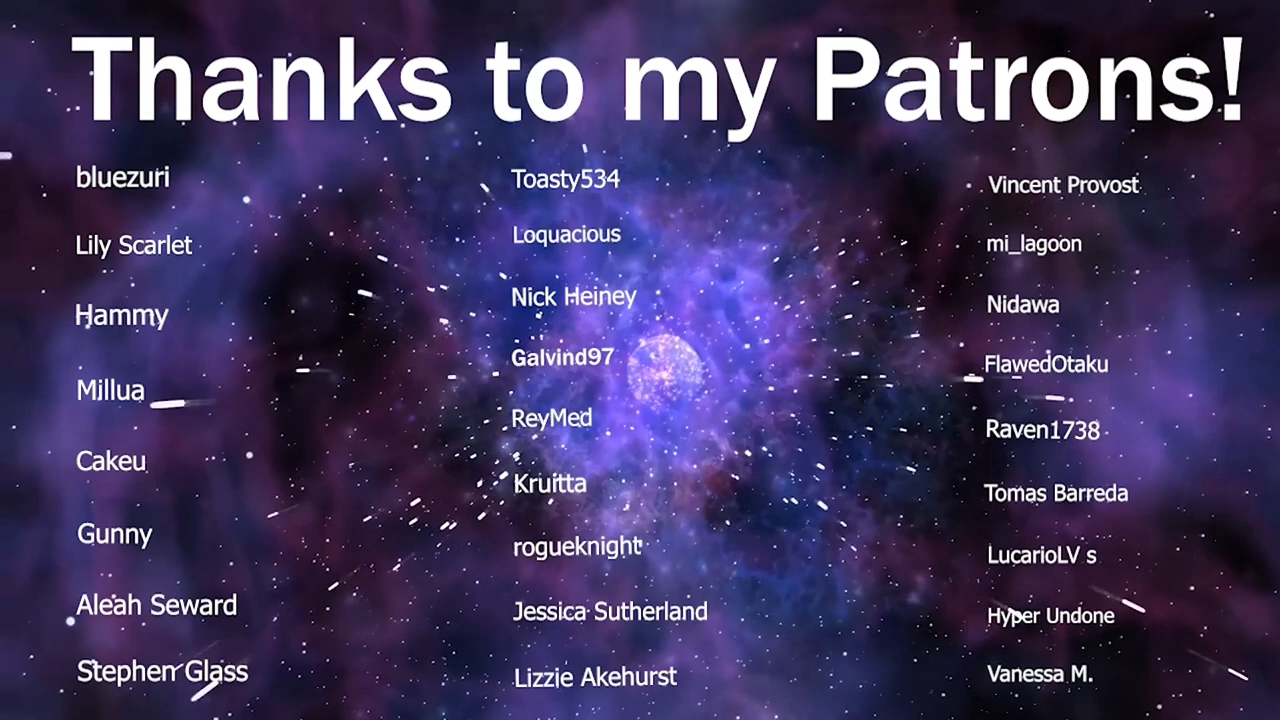 Thanks to my Patrons!
bluezuri
Lily Scarlet
Hammy
Millua
Cakeu
Gunny
Aleah Seward
Stephen Glass
Toasty534
Loquacious
Nick Heiney
Galvind97
ReyMed
Kruitta
rogueknight
Jessica Sutherland
Lizzie Akehurst
Vincent Provost
mi_lagoon
Nidawa
FlawedOtaku
Raven1738
Tomas Barreda
LucarioLV s
Hyper Undone
Vanessa M.